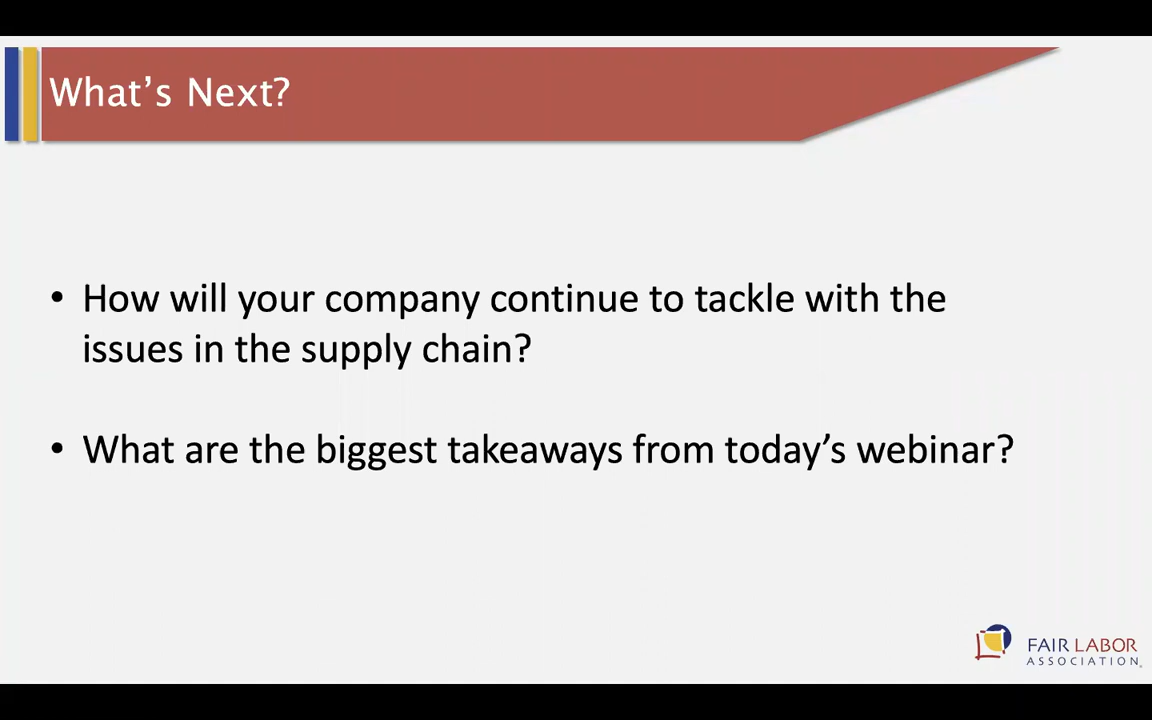 What’s Next?
• How will your company continue to tackle with the
issues in the supply chain?
• What are the biggest takeaways from today’s webinar?
FAIR LABOR
ASSOCIATION